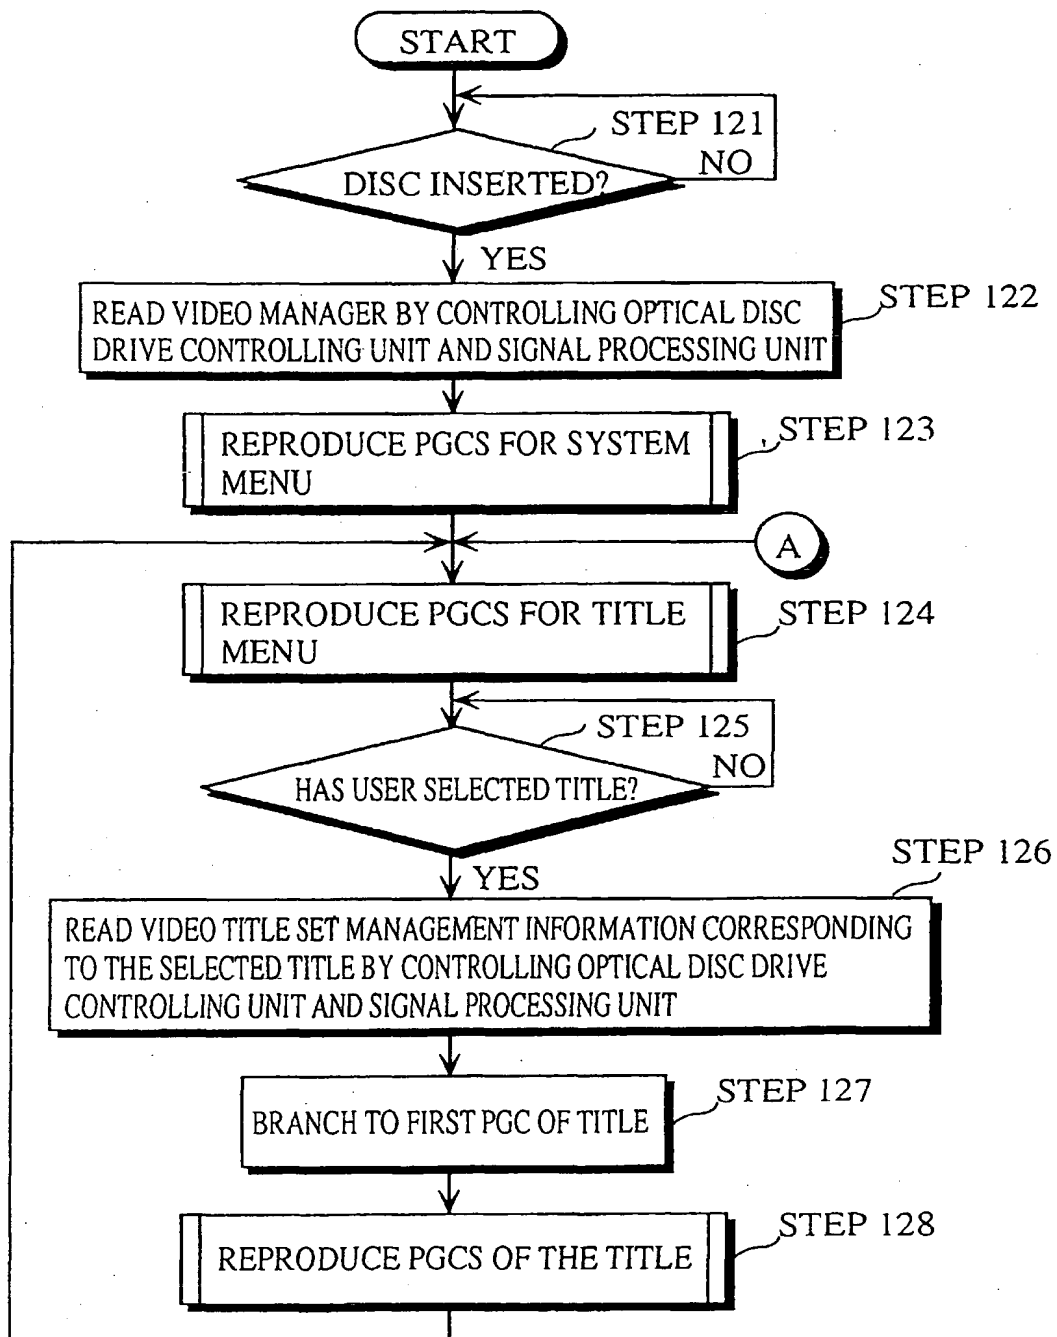 START
STEP 121
NO
DISC INSERTED?
YES
STEP 122
READ VIDEO MANAGER BY CONTROLLING OPTICAL DISC
DRIVE CONTROLLING UNIT AND SIGNAL PROCESSING UNIT
STEP 123
REPRODUCE PGCS FOR SYSTEM
MENU
A
STEP 124
REPRODUCE PGCS FOR TITLE
MENU
STEP 125
NO
HAS USER SELECTED TITLE?
YES
STEP 126
READ VIDEO TITLE SET MANAGEMENT INFORMATION CORRESPONDING
TO THE SELECTED TITLE BY CONTROLLING OPTICAL DISC DRIVE
CONTROLLING UNIT AND SIGNAL PROCESSING UNIT
STEP 127
BRANCH TO FIRST PGC OF TITLE
STEP 128
REPRODUCE PGCS OF THE TITLE